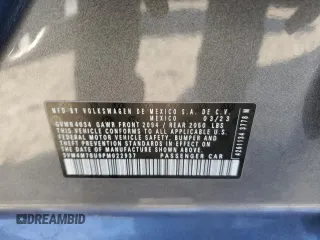 MFD. BY VOLKSWAGEN DE MEXICO S.A. DE C.V.
MEXICO 03/23
GVWR 4034 GAWR FRONT 2094 / REAR 2050 LBS
THIS VEHICLE CONFORMS TO ALL APPLICABLE
FEDERAL MOTOR VEHICLE SAFETY, BUMPER AND
THEFT PREVENTION STANDARDS IN EFFECT ON
THE DATE OF MANUFACTURE SHOWN ABOVE.
PASSENGER CAR
DREAMBID